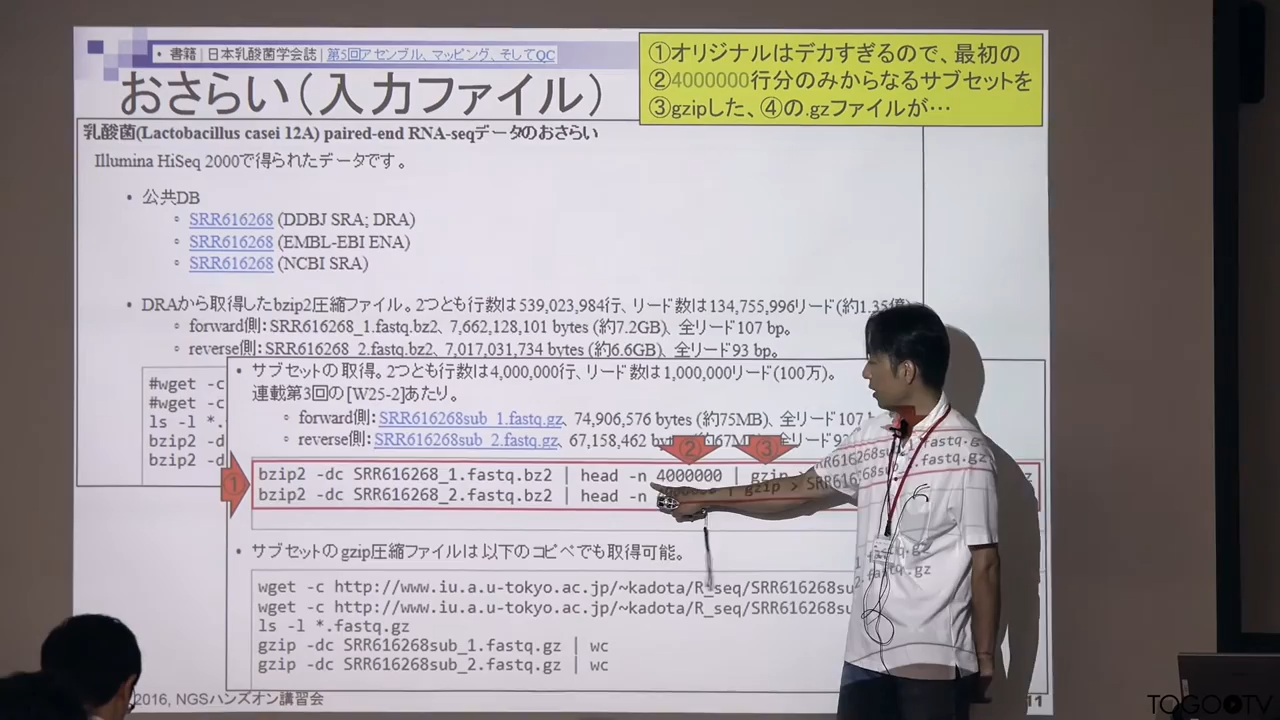 ・ 書籍 | 日本乳酸菌学会誌 | 第5回アセンブル、マッピング、そしてQC
おさらい（入力ファイル）
①オリジナルはデカすぎるので、最初の
②4000000行分のみからなるサブセットを
③gzipした、④の.gzファイルが…
乳酸菌(Lactobacillus casei 12A) paired-end RNA-seqデータのおさらい
Illumina HiSeq 2000で得られたデータです。
・ 公共DB
◦ SRR616268 (DDBJ SRA; DRA)
◦ SRR616268 (EMBL-EBI ENA)
◦ SRR616268 (NCBI SRA)
・ DRAから取得したbzip2圧縮ファイル。2つとも行数は539,023,984行、リード数は134,755,996リード(約1.35億)
◦ forward側: SRR616268_1.fastq.bz2、7,662,128,101 bytes (約7.2GB)、全リード107 bp。
◦ reverse側: SRR616268_2.fastq.bz2、7,017,031,734 bytes (約6.6GB)、全リード93 bp。
#wget -c
#wget -c
ls -l *.
bzip2 -d
bzip2 -d
・ サブセットの取得。2つとも行数は4,000,000行、リード数は1,000,000リード(100万)。
連載第3回の[W25-2]あたり。
◦ forward側: SRR616268sub_1.fastq.gz、74,906,576 bytes (約75MB)、全リード107
◦ reverse側: SRR616268sub_2.fastq.gz、67,158,462 全リード
② ③
①
bzip2 -dc SRR616268_1.fastq.bz2 | head -n 4000000 | gzip
bzip2 -dc SRR616268_2.fastq.bz2 | head -n | gzip > SRR616
・ サブセットのgzip圧縮ファイルは以下のコピペでも取得可能。
wget -c http://www.iu.a.u-tokyo.ac.jp/~kadota/R_seq/SRR616268su
wget -c http://www.iu.a.u-tokyo.ac.jp/~kadota/R_seq/SRR616268su
ls -l *.fastq.gz
gzip -dc SRR616268sub_1.fastq.gz | wc
gzip -dc SRR616268sub_2.fastq.gz | wc
2016, NGSハンズオン講習会
11
TOGOTV